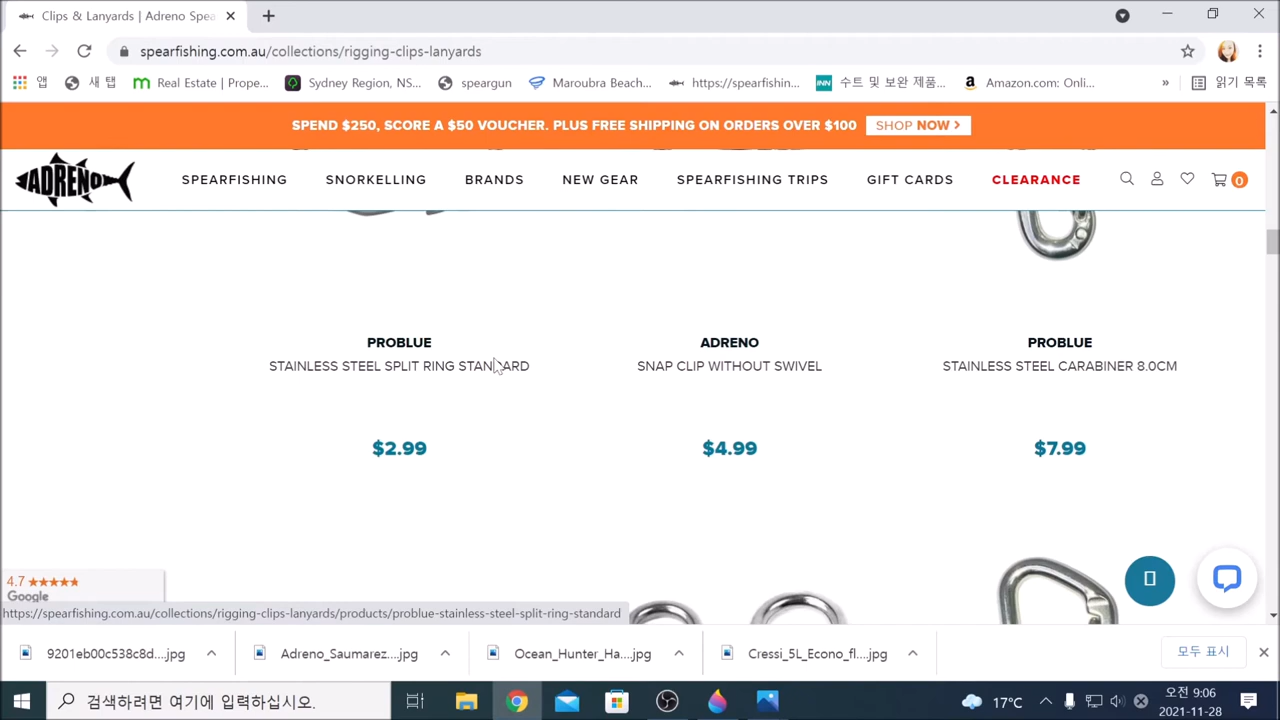 Clips & Lanyards | Adreno Spea
spearfishing.com.au/collections/rigging-clips-lanyards
앱 새 탭 Real Estate | Prope... Sydney Region, NS... speargun Maroubra Beach... https://spearfishin... 수트 및 보완 제품... Amazon.com: Onli... » 읽기 목록
SPEND $250, SCORE A $50 VOUCHER. PLUS FREE SHIPPING ON ORDERS OVER $100 SHOP NOW >
ADRENO SPEARFISHING SNORKELLING BRANDS NEW GEAR SPEARFISHING TRIPS GIFT CARDS CLEARANCE 0
PROBLUE ADRENO PROBLUE
STAINLESS STEEL SPLIT RING STANDARD SNAP CLIP WITHOUT SWIVEL STAINLESS STEEL CARABINER 8.0CM
$2.99 $4.99 $7.99
4.7
Google
https://spearfishing.com.au/collections/rigging-clips-lanyards/products/problue-stainless-steel-split-ring-standard
9201eb00c538c8d....jpg Adreno_Saumarez....jpg Ocean_Hunter_Ha....jpg Cressi_5L_Econo_fl....jpg 모두 표시
검색하려면 여기에 입력하십시오. 17°C 오전 9:06
2021-11-28